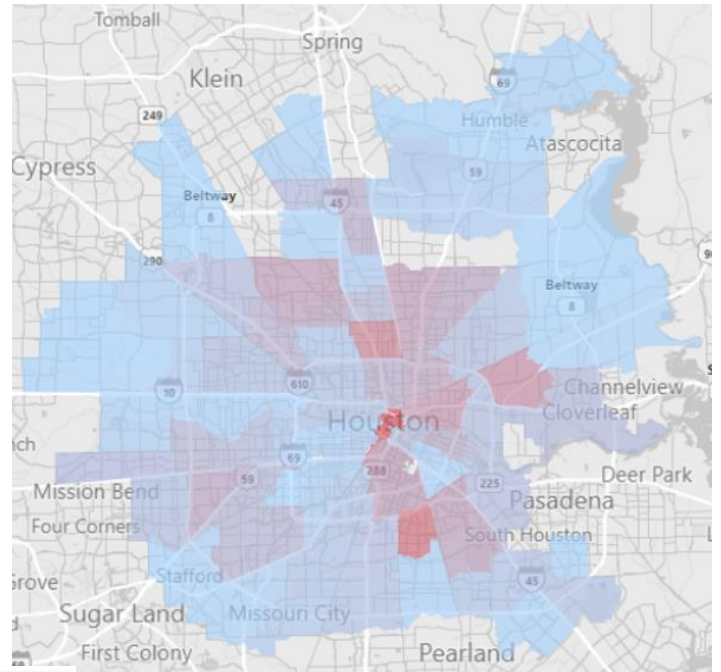 Tomball
Spring
Klein
69
249
Humble
Atascocita
Cypress
59
Beltway
8
45
290
Beltway
8
610
10
Channelview
Houston
Cloverleaf
69
288
59
225
Deer Park
Mission Bend
Pasadena
Four Corners
South Houston
Stafford
45
Sugar Land
Missouri City
First Colony
Pearland